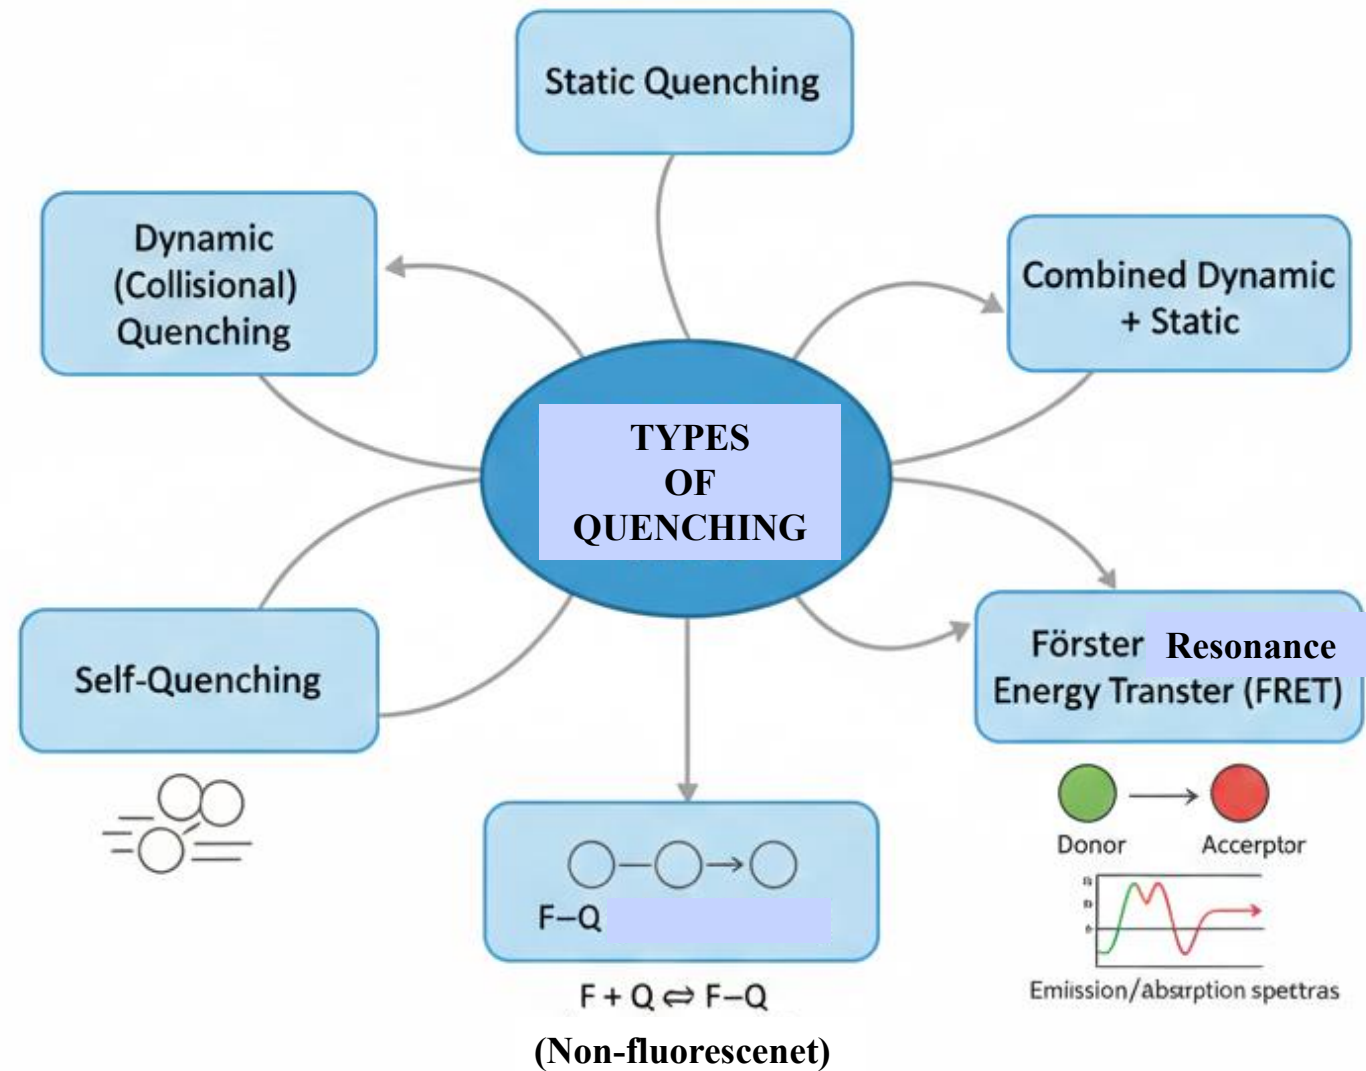 Static Quenching
Dynamic
(Collisional)
Quenching
Combined Dynamic
+ Static
TYPES
OF
QUENCHING
Self-Quenching
Förster Resonance
Energy Transter (FRET)
Donor
Accerptor
F–Q
F + Q ⇌ F–Q
(Non-fluorescenet)
Emiission/absarption spettras